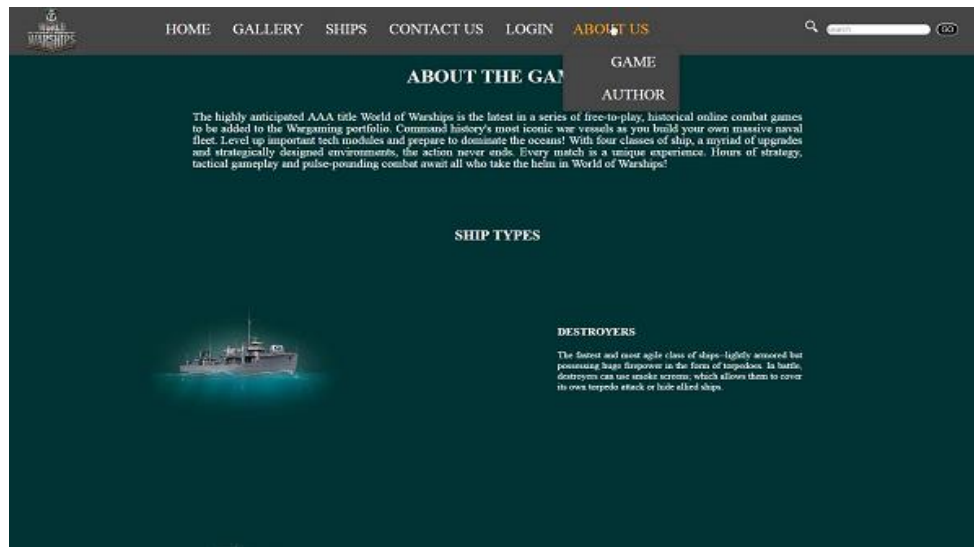 WORLD
WARSHIPS
HOME GALLERY SHIPS CONTACT US LOGIN ABOUT US search GO
GAME
AUTHOR
ABOUT THE GAM
The highly anticipated AAA title World of Warships is the latest in a series of free-to-play, historical online combat games
to be added to the Wargaming portfolio. Command history's most iconic war vessels as you build your own massive naval
fleet. Level up important tech modules and prepare to dominate the oceans! With four classes of ship, a myriad of upgrades
and strategically designed environments, the action never ends. Every match is a unique experience. Hours of strategy,
tactical gameplay and pulse-pounding combat await all who take the helm in World of Warships!
SHIP TYPES
DESTROYERS
The fastest and most agile class of ships–lightly armored but
possessing huge firepower in the form of torpedoes. In battle,
destroyers can use smoke screens; which allows them to cover
its own torpedo attack or hide allied ships.